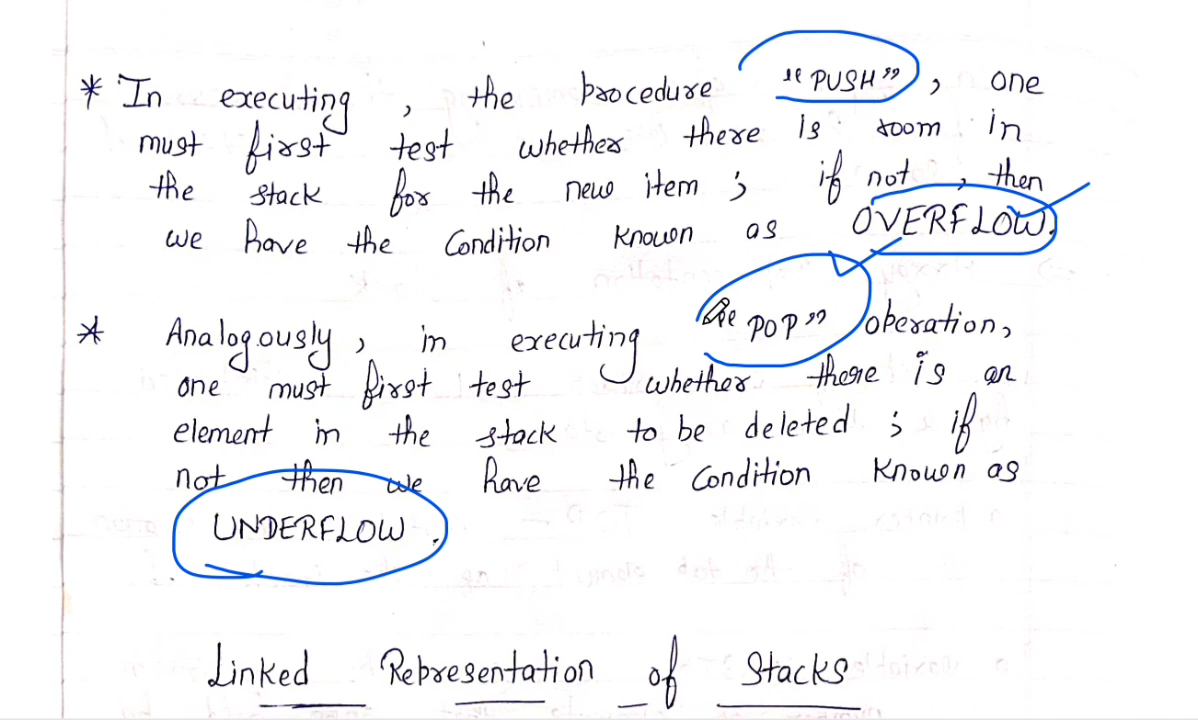 * In executing, the procedure "PUSH", one
must first test whether there is room in
the stack for the new item; if not, then
we have the Condition Known as OVERFLOW.
* Analogously, in executing "POP" operation,
one must first test whether there is an
element in the stack to be deleted; if
not then we have the Condition Known as
UNDERFLOW.
Linked Representation of Stacks